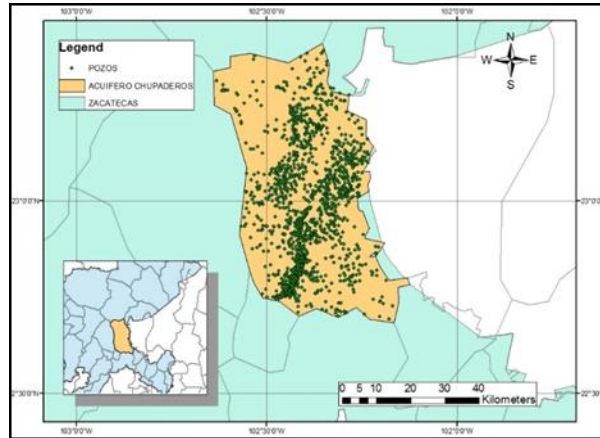 103°0'0"W 102°30'0"W 102°0'0"W
Legend
POZOS
ACUIFERO CHUPADEROS
ZACATECAS
N
W E
S
23°0'0"N 23°0'0"N
22°30'0"N 22°30'0"N
0 5 10 20 30 40
Kilometers
103°0'0"W 102°30'0"W 102°0'0"W